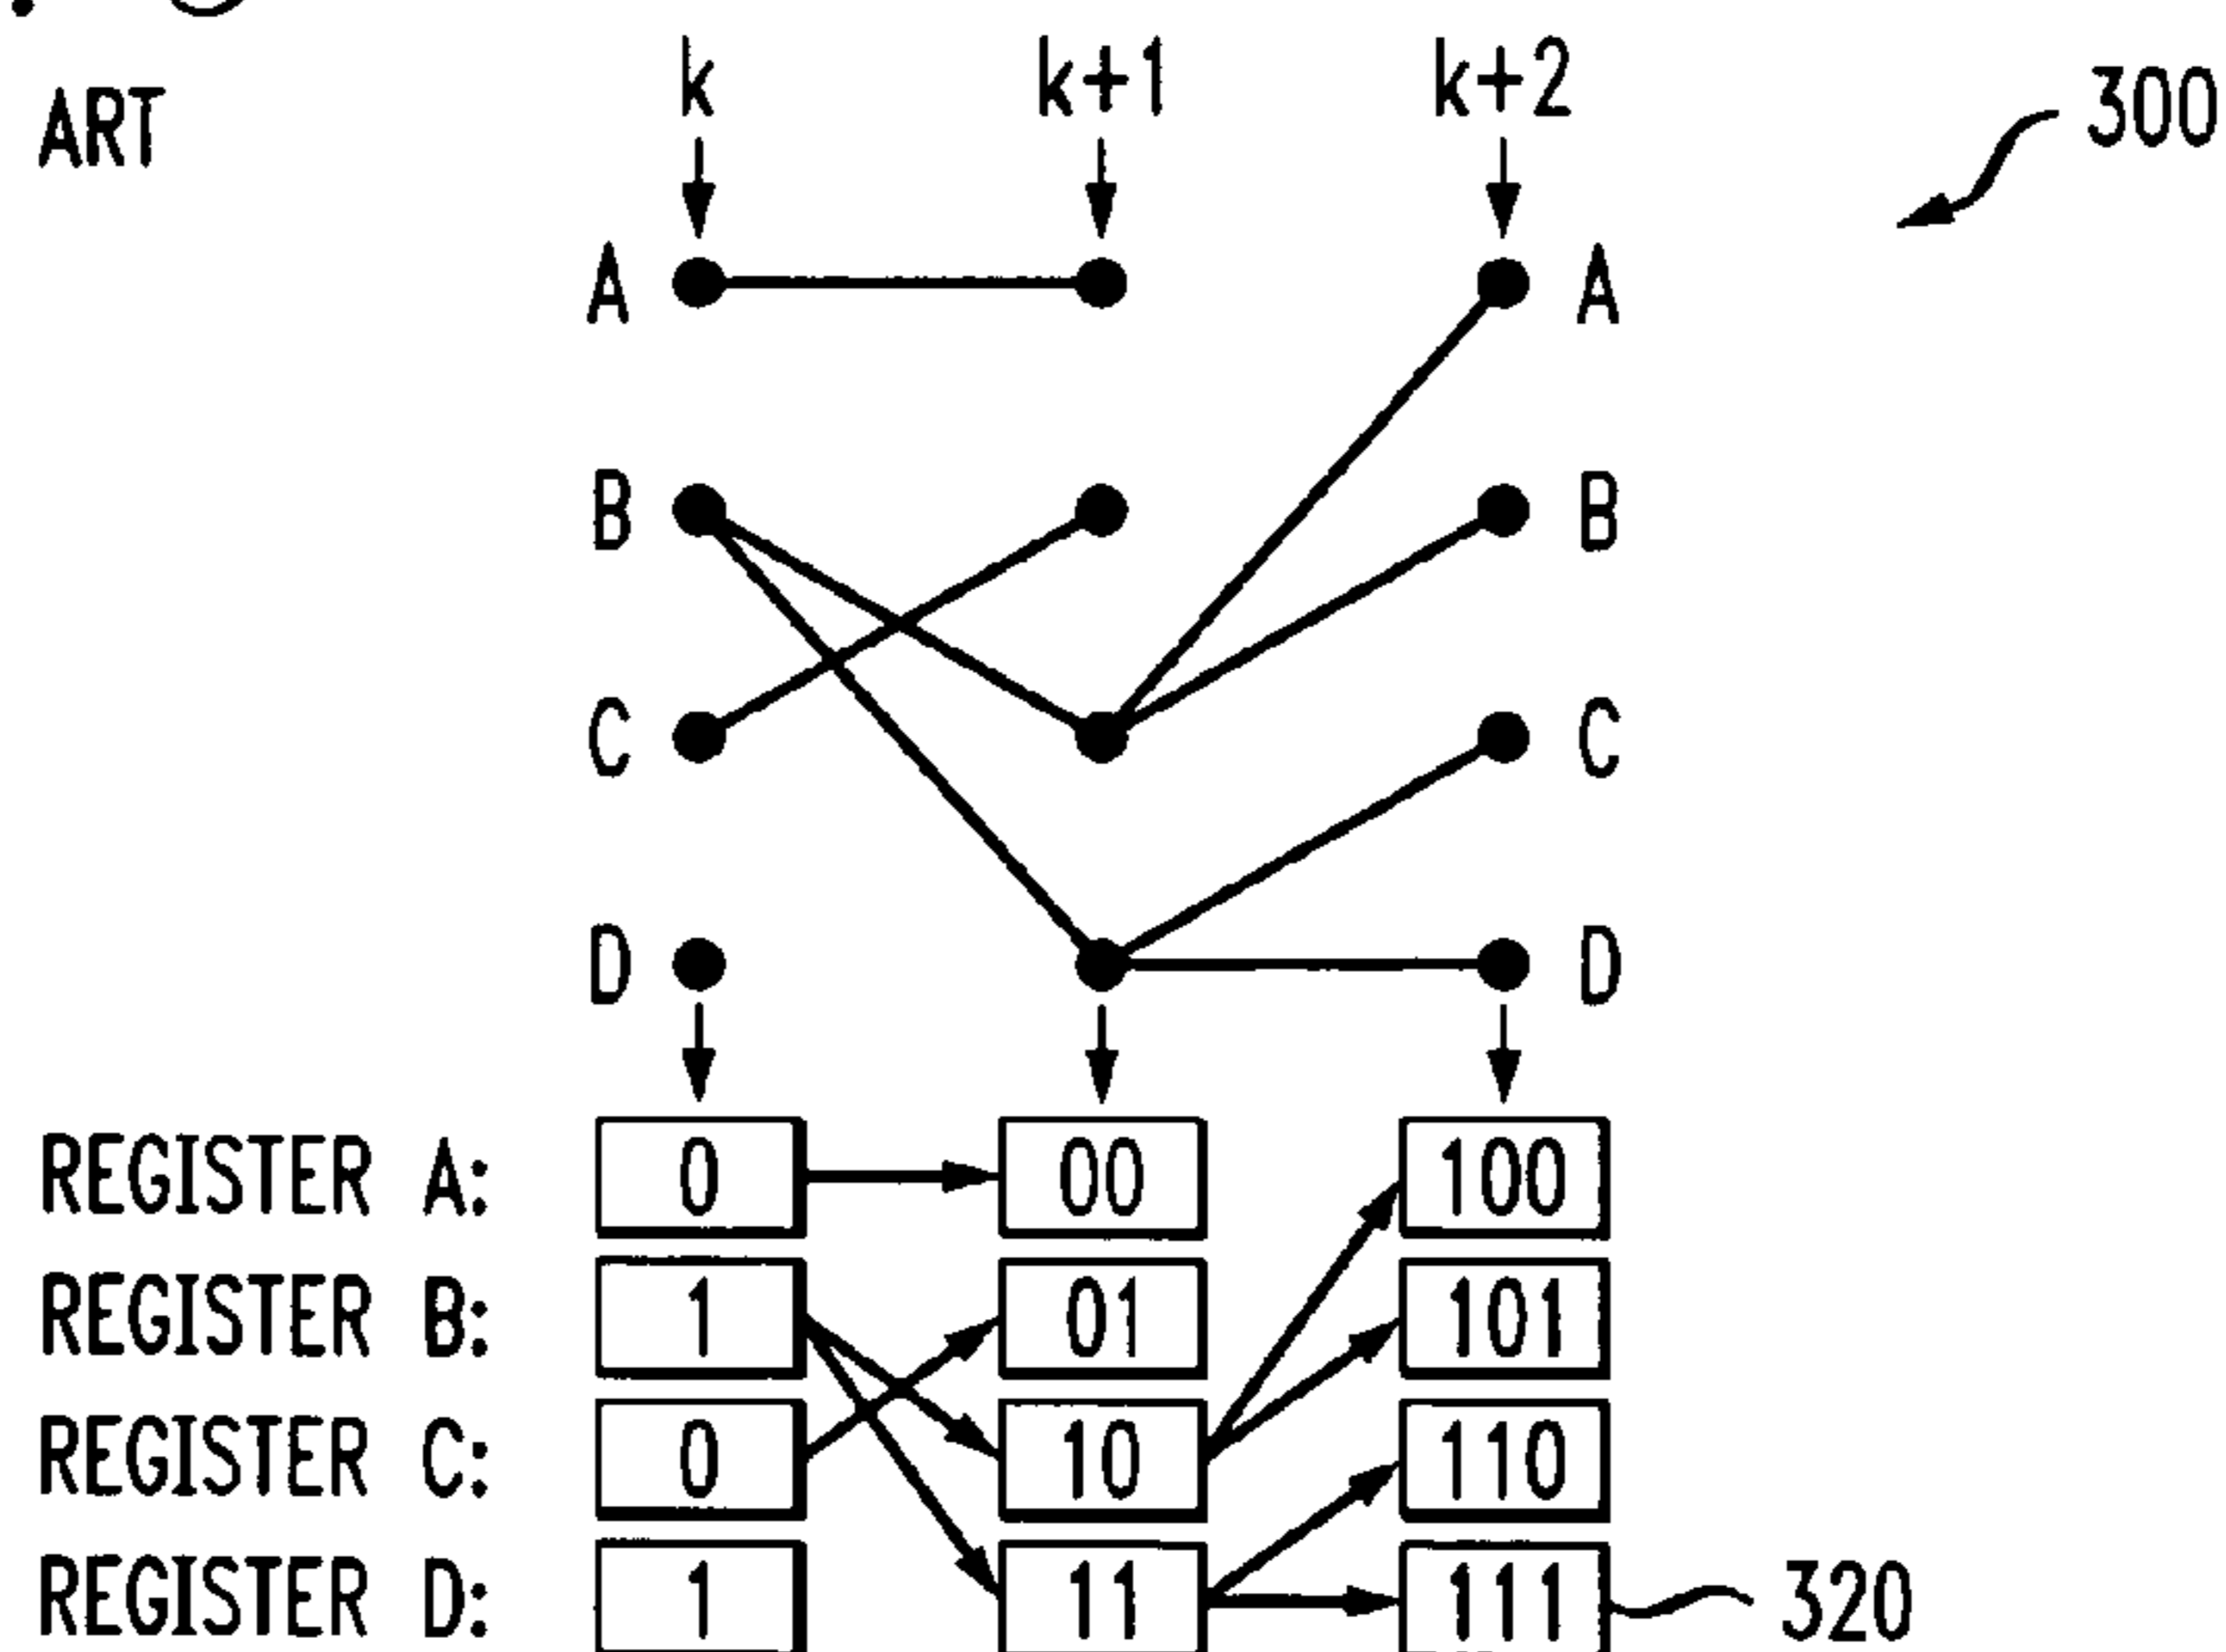 k k+1 k+2
ART 300
A A
B B
C C
D D
REGISTER A: 0 00 100
REGISTER B: 1 01 101
REGISTER C: 0 10 110
REGISTER D: 1 11 111 320